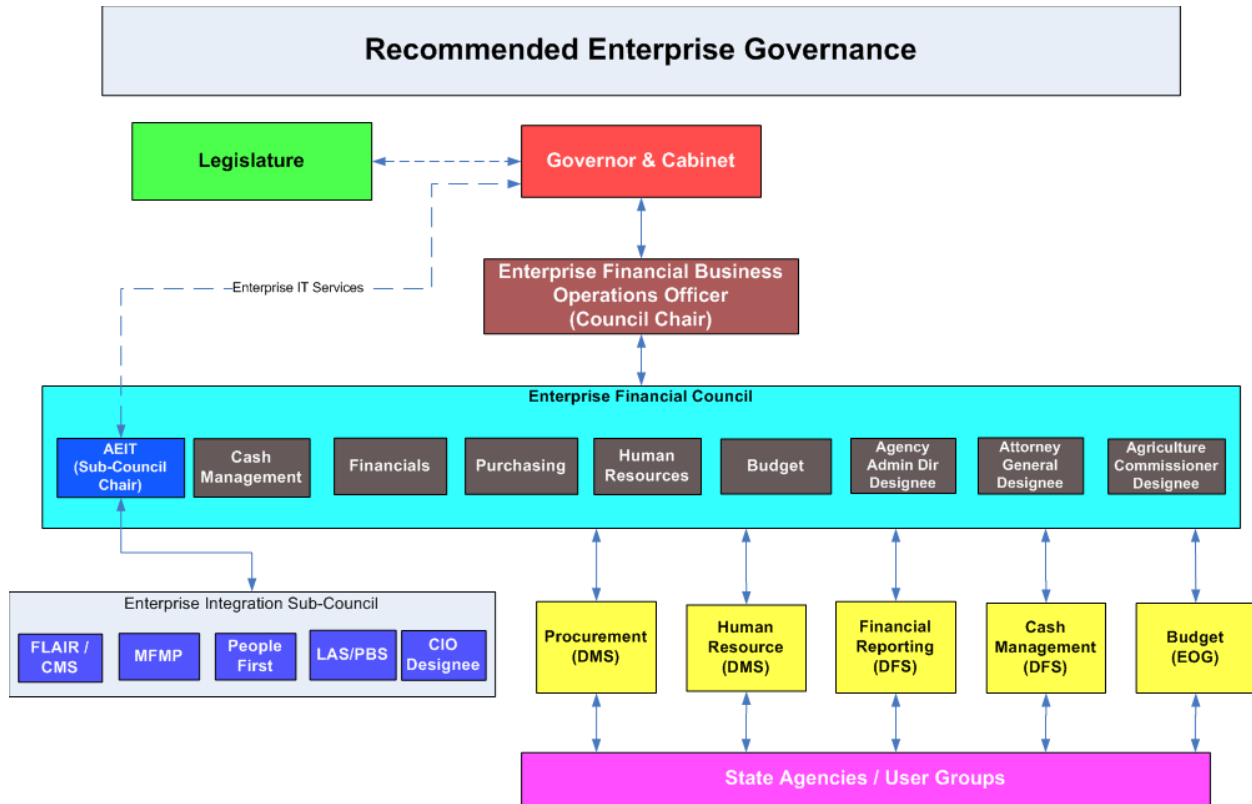 Recommended Enterprise Governance
Legislature
Governor & Cabinet
Enterprise Financial Business
Operations Officer
(Council Chair)
Enterprise IT Services
Enterprise Financial Council
AEIT
(Sub-Council
Chair)
Cash
Management
Financials
Purchasing
Human
Resources
Budget
Agency
Admin Dir
Designee
Attorney
General
Designee
Agriculture
Commissioner
Designee
Enterprise Integration Sub-Council
FLAIR /
CMS
MFMP
People
First
LAS/PBS
CIO
Designee
Procurement
(DMS)
Human
Resource
(DMS)
Financial
Reporting
(DFS)
Cash
Management
(DFS)
Budget
(EOG)
State Agencies / User Groups